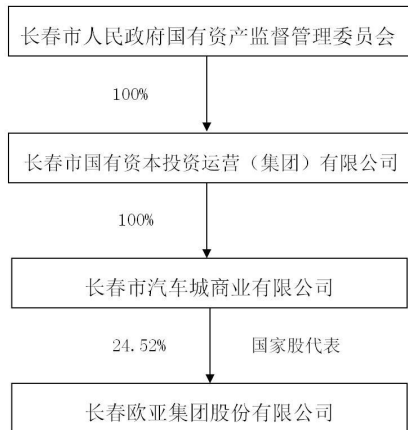 长春市人民政府国有资产监督管理委员会
100%
长春市国有资本投资运营（集团）有限公司
100%
长春市汽车城商业有限公司
24.52% 国家股代表
长春欧亚集团股份有限公司